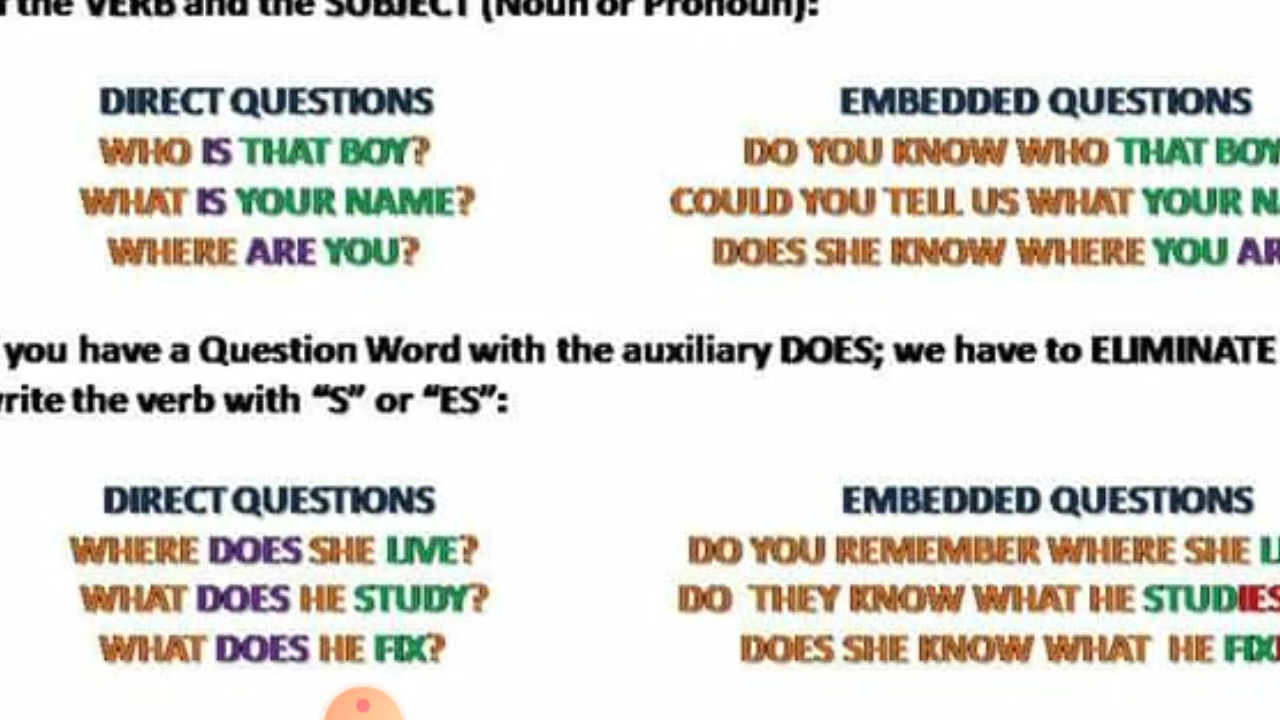 the VERB and the SUBJECT (Noun or Pronoun):
DIRECT QUESTIONS
WHO IS THAT BOY?
WHAT IS YOUR NAME?
WHERE ARE YOU?
EMBEDDED QUESTIONS
DO YOU KNOW WHO THAT BOY
COULD YOU TELL US WHAT YOUR
DOES SHE KNOW WHERE YOU
you have a Question Word with the auxiliary DOES; we have to ELIMINATE
the verb with “S” or “ES”:
DIRECT QUESTIONS
WHERE DOES SHE LIVE?
WHAT DOES HE STUDY?
WHAT DOES HE FIX?
EMBEDDED QUESTIONS
DO YOU REMEMBER WHERE SHE
DO THEY KNOW WHAT HE STUDIES
DOES SHE KNOW WHAT HE